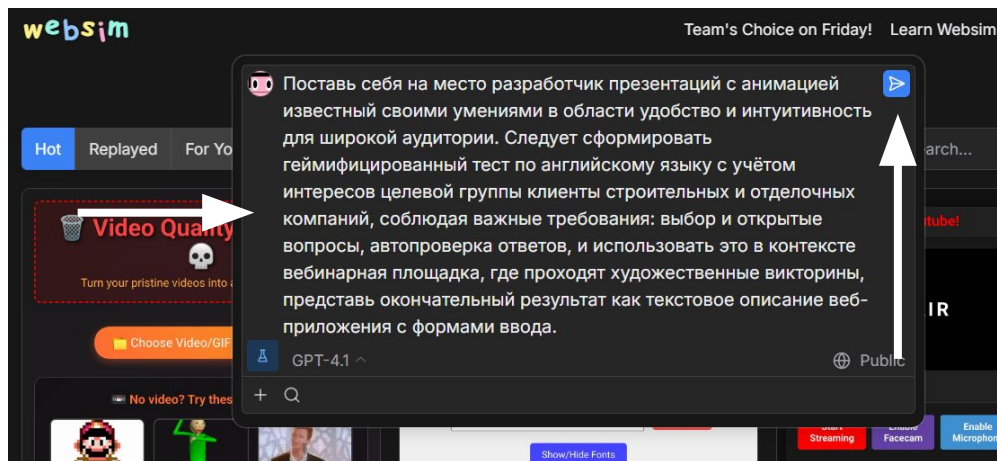 websim
Team's Choice on Friday! Learn Websim
Поставь себя на место разработчик презентаций с анимацией
известный своими умениями в области удобство и интуитивность
для широкой аудитории. Следует сформировать
геймифицированный тест по английскому языку с учётом
интересов целевой группы клиенты строительных и отделочных
компаний, соблюдая важные требования: выбор и открытые
вопросы, автопроверка ответов, и использовать это в контексте
вебинарная площадка, где проходят художественные викторины,
представь окончательный результат как текстовое описание веб-
приложения с формами ввода.
GPT-4.1
Public
Hot Replayed For Yo
arch...
Video Quality
Turn your pristine videos into
Choose Video/GIF
No video? Try thes
tube!
IR
Show/Hide Fonts
Start
Streaming
Enable
Facecam
Enable
Microphon